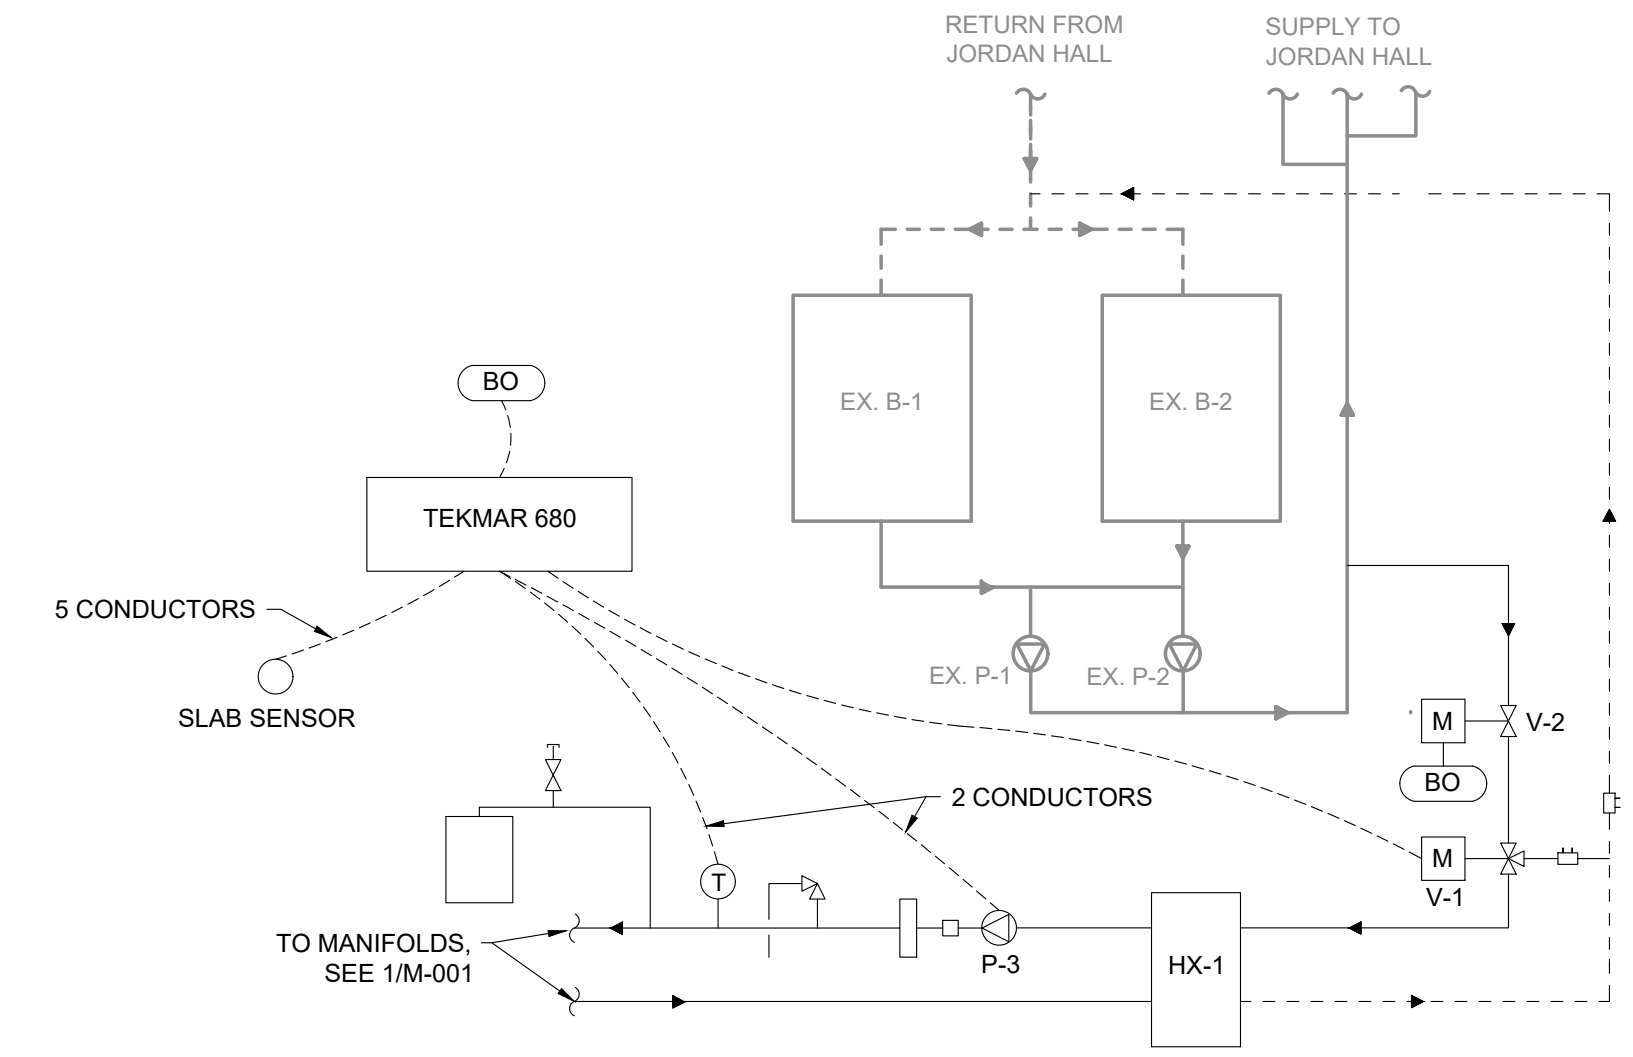 RETURN FROM
JORDAN HALL
SUPPLY TO
JORDAN HALL
BO
EX. B-1
EX. B-2
TEKMAR 680
5 CONDUCTORS
SLAB SENSOR
EX. P-1
EX. P-2
M
V-2
BO
2 CONDUCTORS
M
V-1
T
TO MANIFOLDS,
SEE 1/M-001
P-3
HX-1